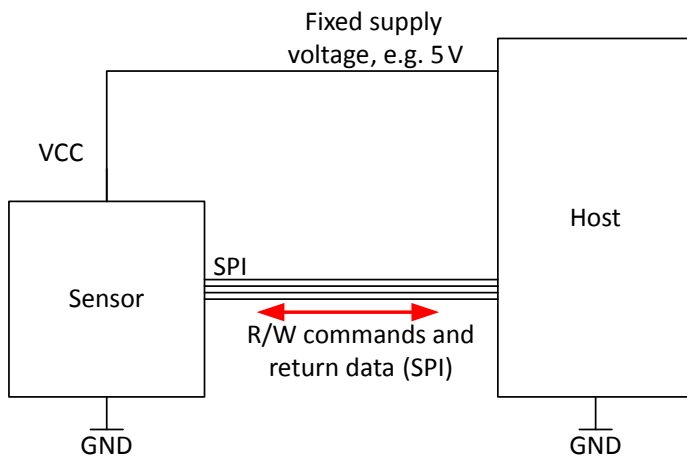 Fixed supply
voltage, e.g. 5 V
VCC
Host
SPI
Sensor
R/W commands and
return data (SPI)
GND
GND